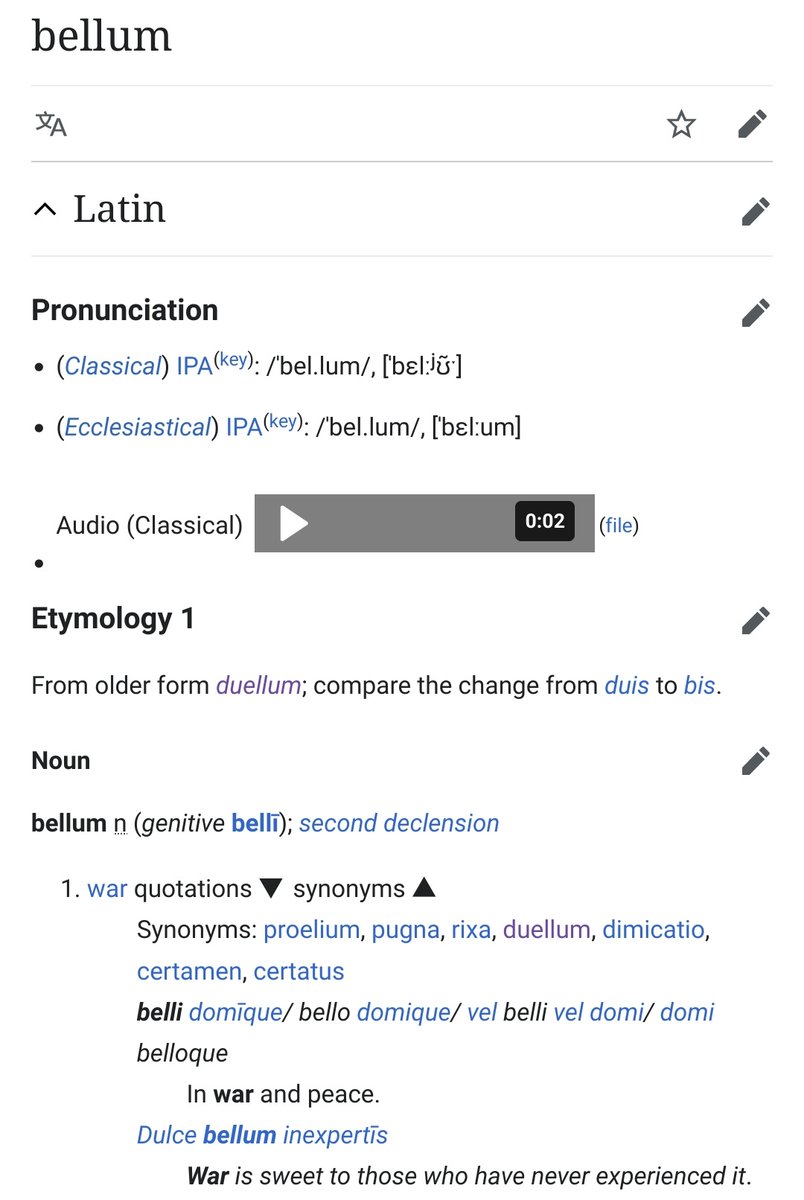 bellum
文A
Latin
Pronunciation
• (Classical) IPA(key): /ˈbel.lum/, [ˈbɛlːʲʊ̃ˑ]
• (Ecclesiastical) IPA(key): /ˈbel.lum/, [ˈbɛlːum]
Audio (Classical) 0:02 (file)
•
Etymology 1
From older form duellum; compare the change from duis to bis.
Noun
bellum n (genitive bellī); second declension
1. war quotations ▼ synonyms ▲
Synonyms: proelium, pugna, rixa, duellum, dimicatio,
certamen, certatus
belli domīque/ bello domique/ vel belli vel domi/ domi
belloque
In war and peace.
Dulce bellum inexpertīs
War is sweet to those who have never experienced it.